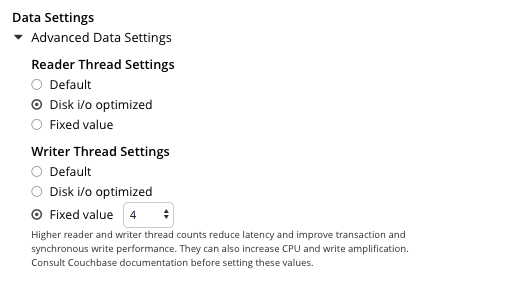 Data Settings
Advanced Data Settings
Reader Thread Settings
Default
Disk i/o optimized
Fixed value
Writer Thread Settings
Default
Disk i/o optimized
Fixed value 4
Higher reader and writer thread counts reduce latency and improve transaction and
synchronous write performance. They can also increase CPU and write amplification.
Consult Couchbase documentation before setting these values.